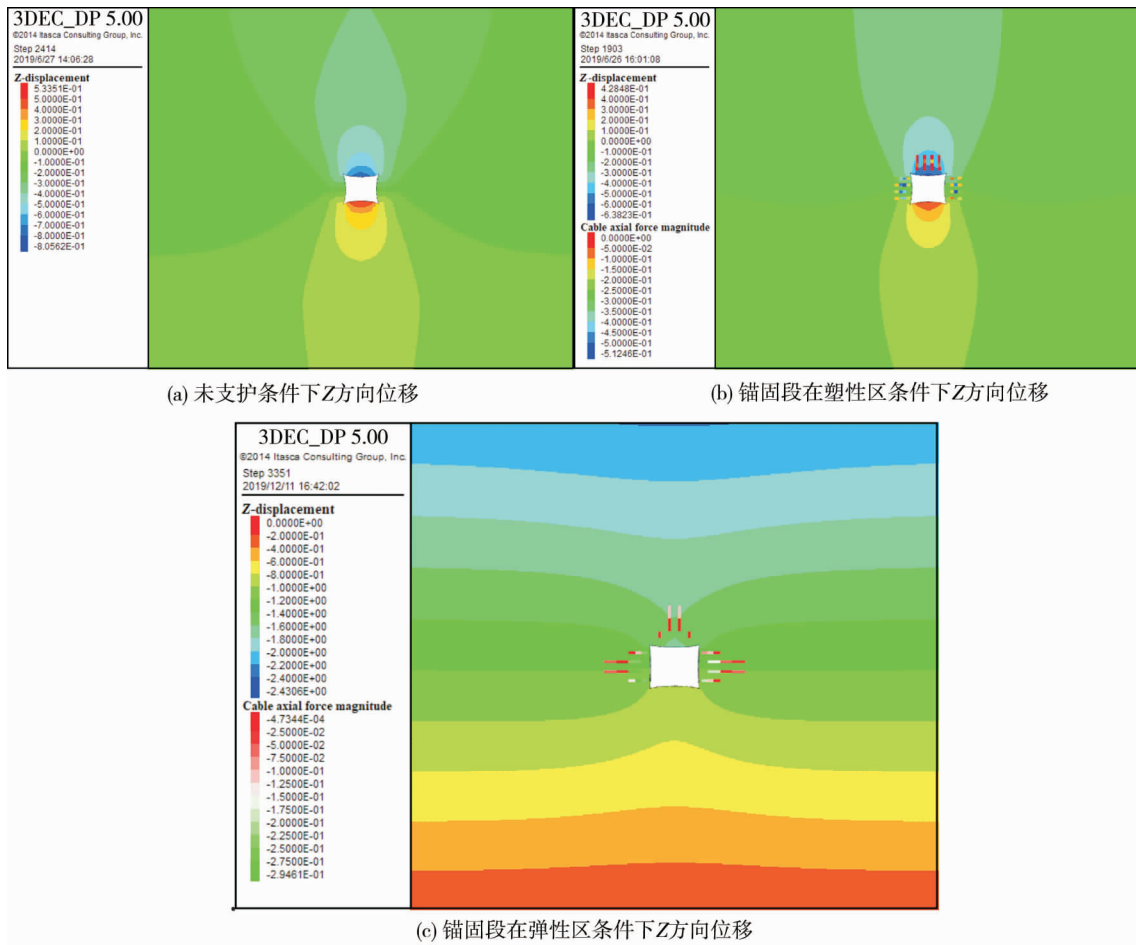 3DEC_DP 5.00
©2014 Itasca Consulting Group, Inc.
Step 2414
2019/6/27 14:06:28
Z-displacement
5.3351E-01
5.0000E-01
4.0000E-01
3.0000E-01
2.0000E-01
1.0000E-01
0.0000E+00
-1.0000E-01
-2.0000E-01
-3.0000E-01
-4.0000E-01
-5.0000E-01
-6.0000E-01
-7.0000E-01
-8.0000E-01
-8.0562E-01
(a) 未支护条件下Z方向位移
3DEC_DP 5.00
©2014 Itasca Consulting Group, Inc.
Step 1903
2019/6/26 16:01:08
Z-displacement
4.2848E-01
4.0000E-01
3.0000E-01
2.0000E-01
1.0000E-01
0.0000E+00
-1.0000E-01
-2.0000E-01
-3.0000E-01
-4.0000E-01
-5.0000E-01
-6.0000E-01
-6.3823E-01
Cable axial force magnitude
0.0000E+00
-5.0000E-02
-1.0000E-01
-1.5000E-01
-2.0000E-01
-2.5000E-01
-3.0000E-01
-3.5000E-01
-4.0000E-01
-4.5000E-01
-5.0000E-01
-5.1246E-01
(b) 锚固段在塑性区条件下Z方向位移
3DEC_DP 5.00
©2014 Itasca Consulting Group, Inc.
Step 3351
2019/12/11 16:42:02
Z-displacement
0.0000E+00
-2.0000E-01
-4.0000E-01
-6.0000E-01
-8.0000E-01
-1.0000E+00
-1.2000E+00
-1.4000E+00
-1.6000E+00
-1.8000E+00
-2.0000E+00
-2.2000E+00
-2.4000E+00
-2.4306E+00
Cable axial force magnitude
-4.7344E-04
-2.5000E-02
-5.0000E-02
-7.5000E-02
-1.0000E-01
-1.2500E-01
-1.5000E-01
-1.7500E-01
-2.0000E-01
-2.2500E-01
-2.5000E-01
-2.7500E-01
-2.9461E-01
(c) 锚固段在弹性区条件下Z方向位移